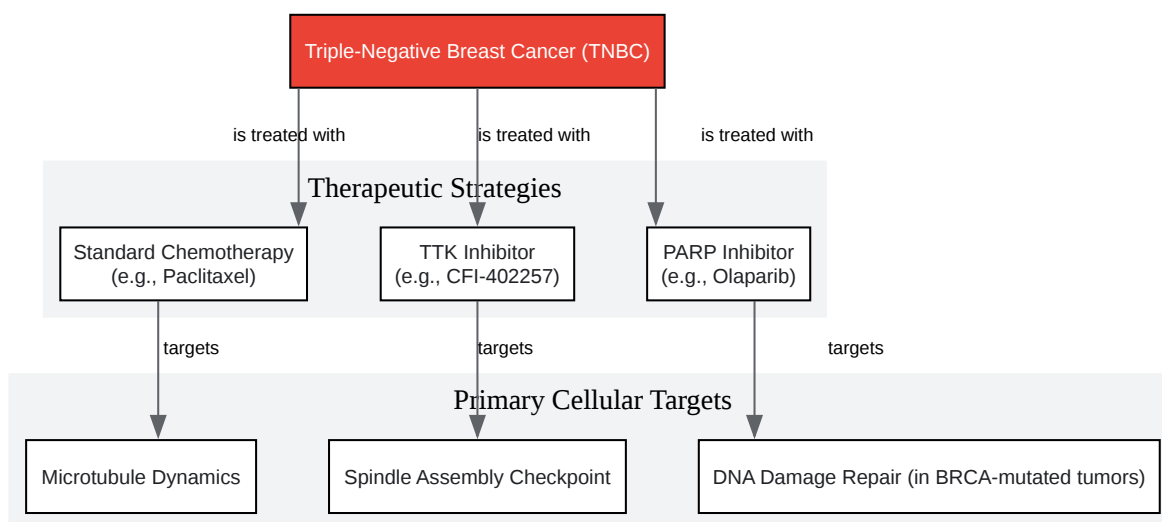 Triple-Negative Breast Cancer (TNBC)
is treated with
is treated with
is treated with
Therapeutic Strategies
Standard Chemotherapy
(e.g., Paclitaxel)
TTK Inhibitor
(e.g., CFI-402257)
PARP Inhibitor
(e.g., Olaparib)
targets
targets
targets
Primary Cellular Targets
Microtubule Dynamics
Spindle Assembly Checkpoint
DNA Damage Repair (in BRCA-mutated tumors)